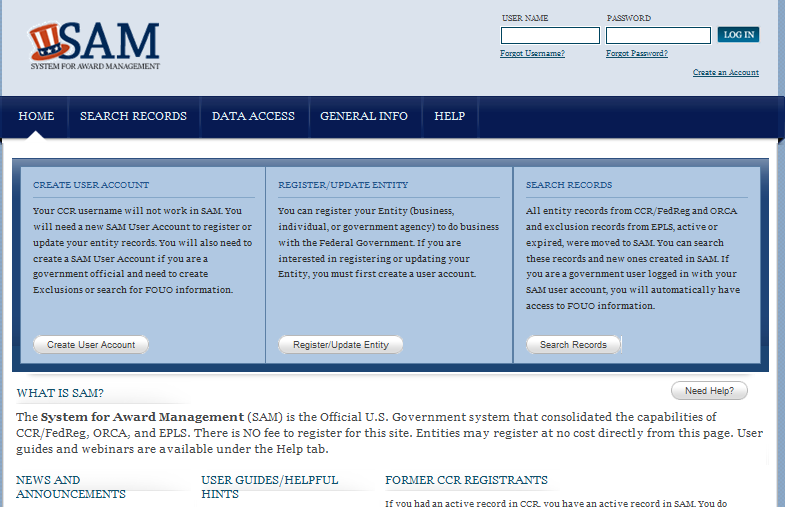 SAM
SYSTEM FOR AWARD MANAGEMENT
USER NAME
PASSWORD
LOG IN
Forgot Username?
Forgot Password?
Create an Account
HOME
SEARCH RECORDS
DATA ACCESS
GENERAL INFO
HELP
CREATE USER ACCOUNT
Your CCR username will not work in SAM. You
will need a new SAM User Account to register or
update your entity records. You will also need to
create a SAM User Account if you are a
government official and need to create
Exclusions or search for FOUO information.
Create User Account
REGISTER/UPDATE ENTITY
You can register your Entity (business,
individual, or government agency) to do business
with the Federal Government. If you are
interested in registering or updating your
Entity, you must first create a user account.
Register/Update Entity
SEARCH RECORDS
All entity records from CCR/FedReg and ORCA
and exclusion records from EPLS, active or
expired, were moved to SAM. You can search
these records and new ones created in SAM. If
you are a government user logged in with your
SAM user account, you will automatically have
access to FOUO information.
Search Records
WHAT IS SAM?
Need Help?
The System for Award Management (SAM) is the Official U.S. Government system that consolidated the capabilities of
CCR/FedReg, ORCA, and EPLS. There is NO fee to register for this site. Entities may register at no cost directly from this page. User
guides and webinars are available under the Help tab.
NEWS AND
ANNOUNCEMENTS
USER GUIDES/HELPFUL
HINTS
FORMER CCR REGISTRANTS
If you had an active record in CCR, you have an active record in SAM. You do